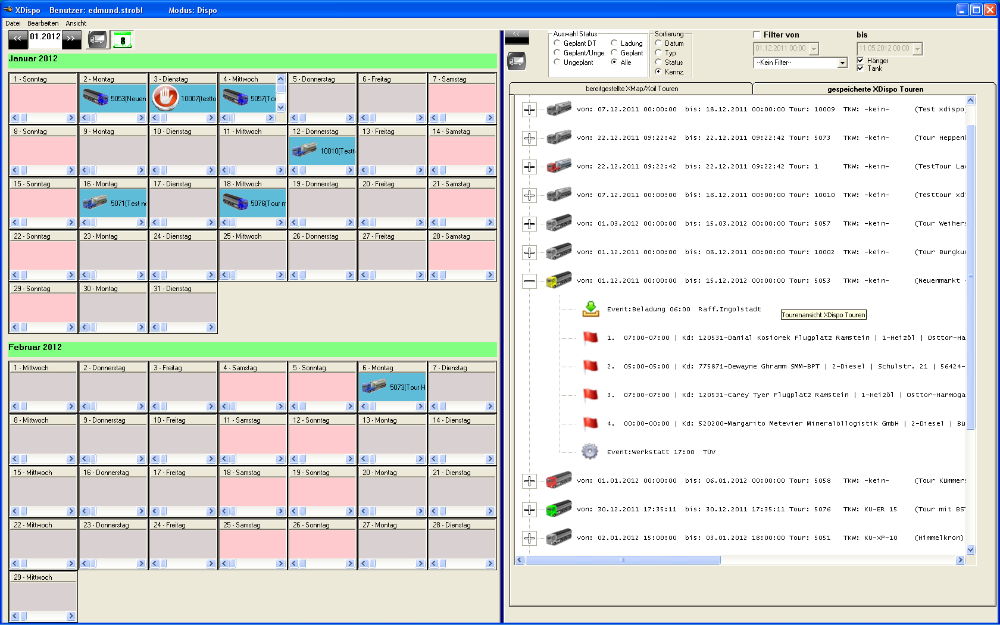 XDispo Benutzer: edmund.strobl Modus: Dispo
Datei Bearbeiten Ansicht
<< 01.2012 >> 8
Januar 2012
1 - Sonntag 2 - Montag 3 - Dienstag 4 - Mittwoch 5 - Donnerstag 6 - Freitag 7 - Samstag
5053(Neuen 10007(testto 5057(Tou
8 - Sonntag 9 - Montag 10 - Dienstag 11 - Mittwoch 12 - Donnerstag 13 - Freitag 14 - Samstag
10010(Testt
15 - Sonntag 16 - Montag 17 - Dienstag 18 - Mittwoch 19 - Donnerstag 20 - Freitag 21 - Samstag
5071(Test ne 5076(Tour m
22 - Sonntag 23 - Montag 24 - Dienstag 25 - Mittwoch 26 - Donnerstag 27 - Freitag 28 - Samstag
29 - Sonntag 30 - Montag 31 - Dienstag
Februar 2012
1 - Mittwoch 2 - Donnerstag 3 - Freitag 4 - Samstag 5 - Sonntag 6 - Montag 7 - Dienstag
5073(Tour H
8 - Mittwoch 9 - Donnerstag 10 - Freitag 11 - Samstag 12 - Sonntag 13 - Montag 14 - Dienstag
15 - Mittwoch 16 - Donnerstag 17 - Freitag 18 - Samstag 19 - Sonntag 20 - Montag 21 - Dienstag
22 - Mittwoch 23 - Donnerstag 24 - Freitag 25 - Samstag 26 - Sonntag 27 - Montag 28 - Dienstag
29 - Mittwoch
<<
Auswahl Status
Geplant DT Ladung
Geplant/Unge. Geplant
Ungeplant Alle
Sortierung
Datum
Typ
Status
Kennz.
Filter von bis
01.12.2011 00:00 11.05.2012 00:00
--Kein Filter--
Hänger
Tank
bereitgestellte XMap/Xoil Touren gespeicherte XDispo Touren
von: 07.12.2011 00:00:00 bis: 18.12.2011 00:00:00 Tour: 10009 TKW: -kein- (Test xdispo)
von: 22.12.2011 09:22:42 bis: 22.12.2011 09:22:42 Tour: 5073 TKW: -kein- (Tour Heppenh
von: 22.12.2011 09:22:42 bis: 22.12.2011 09:22:42 Tour: 1 TKW: -kein- (TestTour Lad
von: 07.12.2011 00:00:00 bis: 18.12.2011 00:00:00 Tour: 10010 TKW: -kein- (Testtour xdi
von: 01.03.2012 00:00:00 bis: 15.03.2012 00:00:00 Tour: 5057 TKW: -kein- (Tour Weihers
von: 01.12.2011 00:00:00 bis: 08.12.2011 00:00:00 Tour: 10002 TKW: -kein- (Tour Burgkun
von: 01.12.2011 00:00:00 bis: 15.12.2012 00:00:00 Tour: 5053 TKW: -kein- (Neuenmarkt -
Event:Beladung 06:00 Raff.Ingolstadt
Tourenansicht XDispo Touren
1. 07:00-07:00 | Kd: 120531-Danial Kosiorek Flugplatz Ramstein | 1-Heizöl | Osttor-Ha
2. 05:00-05:00 | Kd: 775871-Dewayne Ghramm SMM-BPT | 2-Diesel | Schulstr. 21 | 56424-
3. 07:00-07:00 | Kd: 120531-Carey Tyer Flugplatz Ramstein | 1-Heizöl | Osttor-Harmoga
4. 00:00-00:00 | Kd: 520200-Margarito Metevier Mineralöllogistik GmbH | 2-Diesel | Bü
Event:Werkstatt 17:00 TÜV
von: 01.01.2012 00:00:00 bis: 06.01.2012 00:00:00 Tour: 5058 TKW: -kein- (Tour Kümmers
von: 30.12.2011 17:35:11 bis: 30.12.2011 17:35:11 Tour: 5076 TKW: KU-ER 15 (Tour mit BST
von: 02.01.2012 15:00:00 bis: 03.01.2012 18:00:00 Tour: 5051 TKW: KU-XP-10 (Himmelkron)